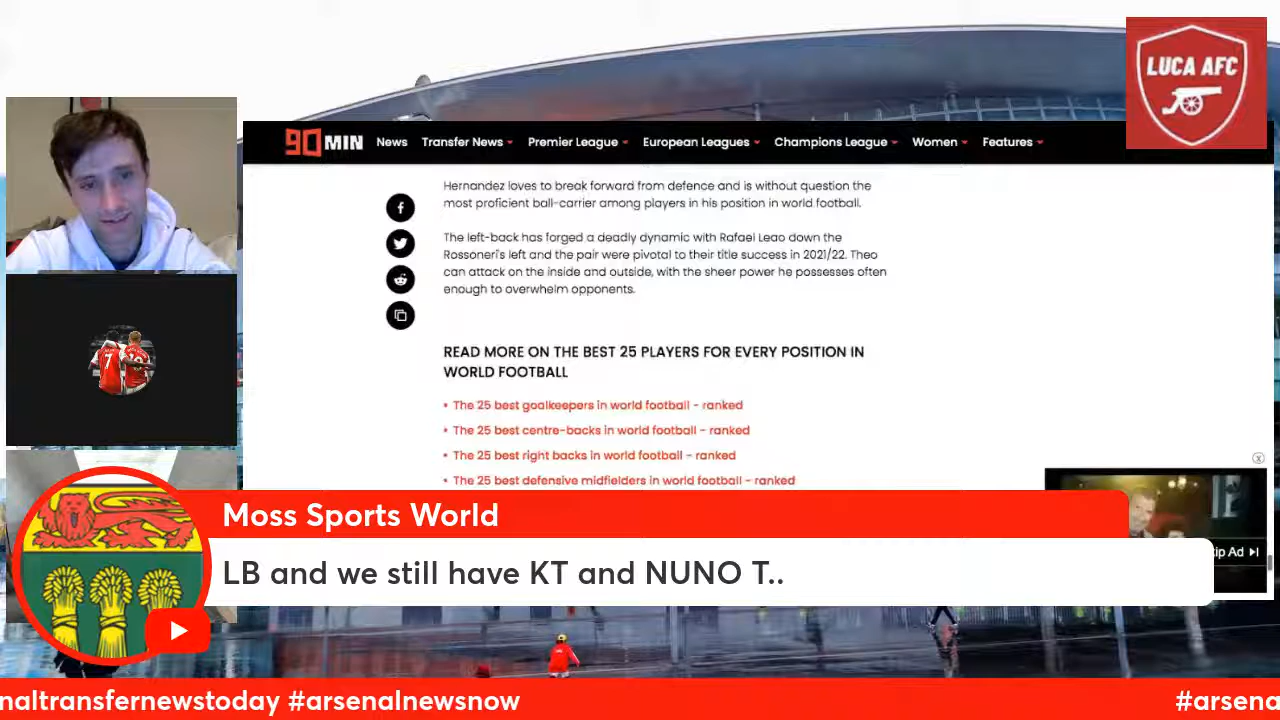 LUCA AFC
90MIN News Transfer News Premier League European Leagues Champions League Women Features
Hernandez loves to break forward from defence and is without question the
most proficient ball-carrier among players in his position in world football.
The left-back has forged a deadly dynamic with Rafael Leao down the
Rossoneri's left and the pair were pivotal to their title success in 2021/22. Theo
can attack on the inside and outside, with the sheer power he possesses often
enough to overwhelm opponents.
READ MORE ON THE BEST 25 PLAYERS FOR EVERY POSITION IN
WORLD FOOTBALL
• The 25 best goalkeepers in world football - ranked
• The 25 best centre-backs in world football - ranked
• The 25 best right backs in world football - ranked
• The 25 best defensive midfielders in world football - ranked
Moss Sports World
kip Ad
LB and we still have KT and NUNO T..
naltransfernewstoday #arsenalnewsnow #arsena